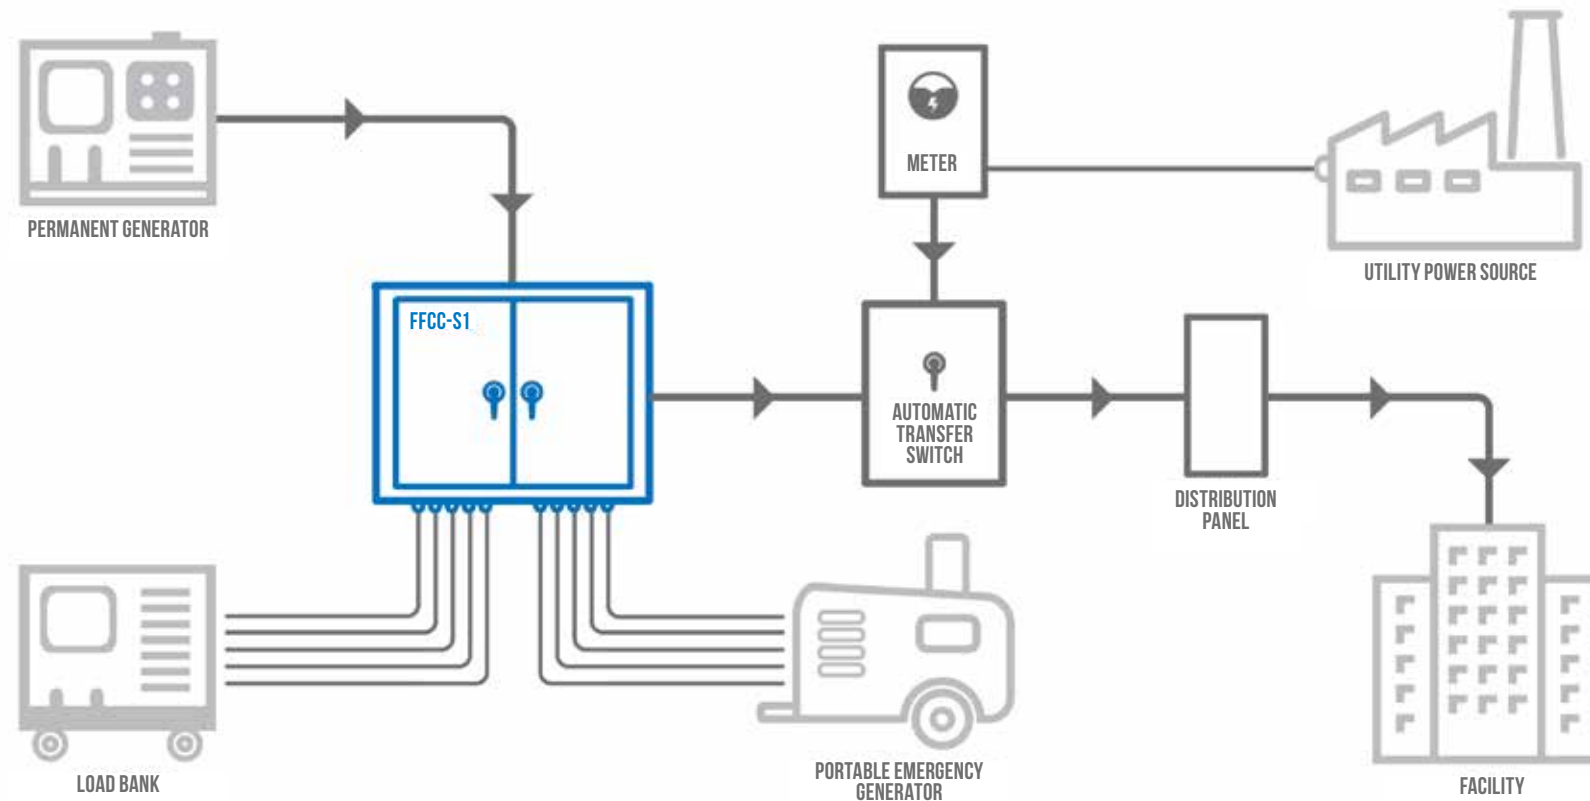 METER
PERMANENT GENERATOR
UTILITY POWER SOURCE
FFCC-S1
AUTOMATIC
TRANSFER
SWITCH
DISTRIBUTION
PANEL
LOAD BANK
PORTABLE EMERGENCY
GENERATOR
FACILITY